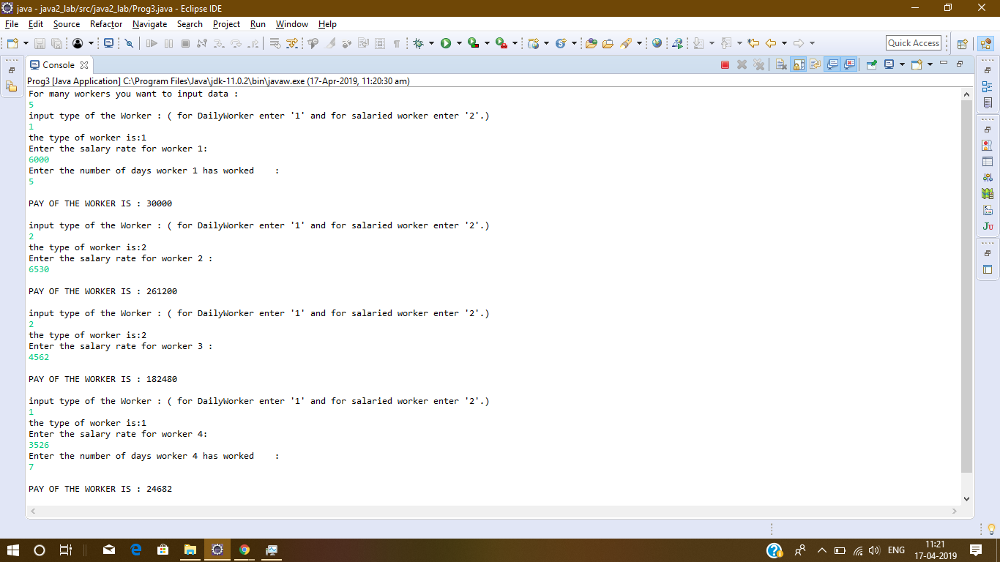 java - java2_lab/src/java2_lab/Prog3.java - Eclipse IDE
File Edit Source Refactor Navigate Search Project Run Window Help
Quick Access
Console
Prog3 [Java Application] C:\Program Files\Java\jdk-11.0.2\bin\javaw.exe (17-Apr-2019, 11:20:30 am)
For many workers you want to input data :
5
input type of the Worker : ( for DailyWorker enter '1' and for salaried worker enter '2'.)
1
the type of worker is:1
Enter the salary rate for worker 1:
6000
Enter the number of days worker 1 has worked    :
5
PAY OF THE WORKER IS : 30000
input type of the Worker : ( for DailyWorker enter '1' and for salaried worker enter '2'.)
2
the type of worker is:2
Enter the salary rate for worker 2 :
6530
PAY OF THE WORKER IS : 261200
input type of the Worker : ( for DailyWorker enter '1' and for salaried worker enter '2'.)
2
the type of worker is:2
Enter the salary rate for worker 3 :
4562
PAY OF THE WORKER IS : 182480
input type of the Worker : ( for DailyWorker enter '1' and for salaried worker enter '2'.)
1
the type of worker is:1
Enter the salary rate for worker 4:
3526
Enter the number of days worker 4 has worked    :
7
PAY OF THE WORKER IS : 24682
JU
ENG
11:21
17-04-2019